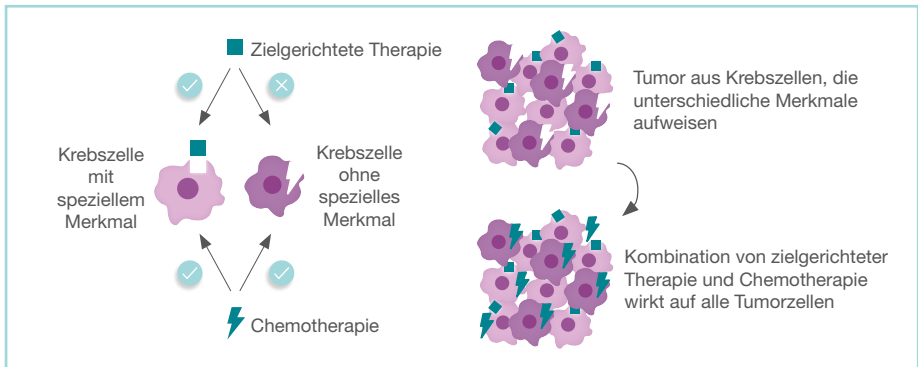 Zielgerichtete Therapie
Krebszelle
mit
speziellem
Merkmal
Krebszelle
ohne
spezielles
Merkmal
Chemotherapie
Tumor aus Krebszellen, die
unterschiedliche Merkmale
aufweisen
Kombination von zielgerichteter
Therapie und Chemotherapie
wirkt auf alle Tumorzellen